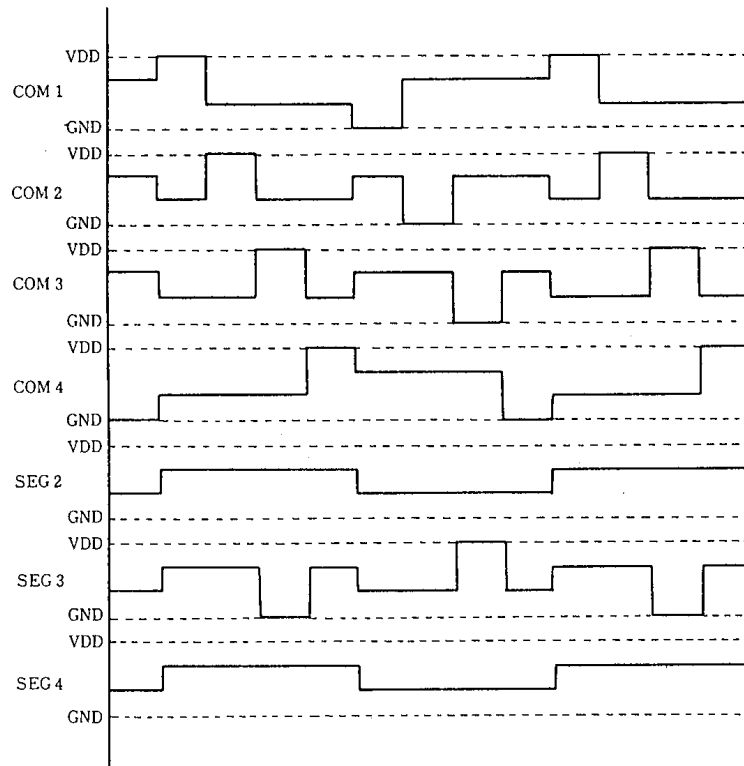 VDD
COM 1
GND
VDD
COM 2
GND
VDD
COM 3
GND
VDD
COM 4
GND
VDD
SEG 2
GND
VDD
SEG 3
GND
VDD
SEG 4
GND